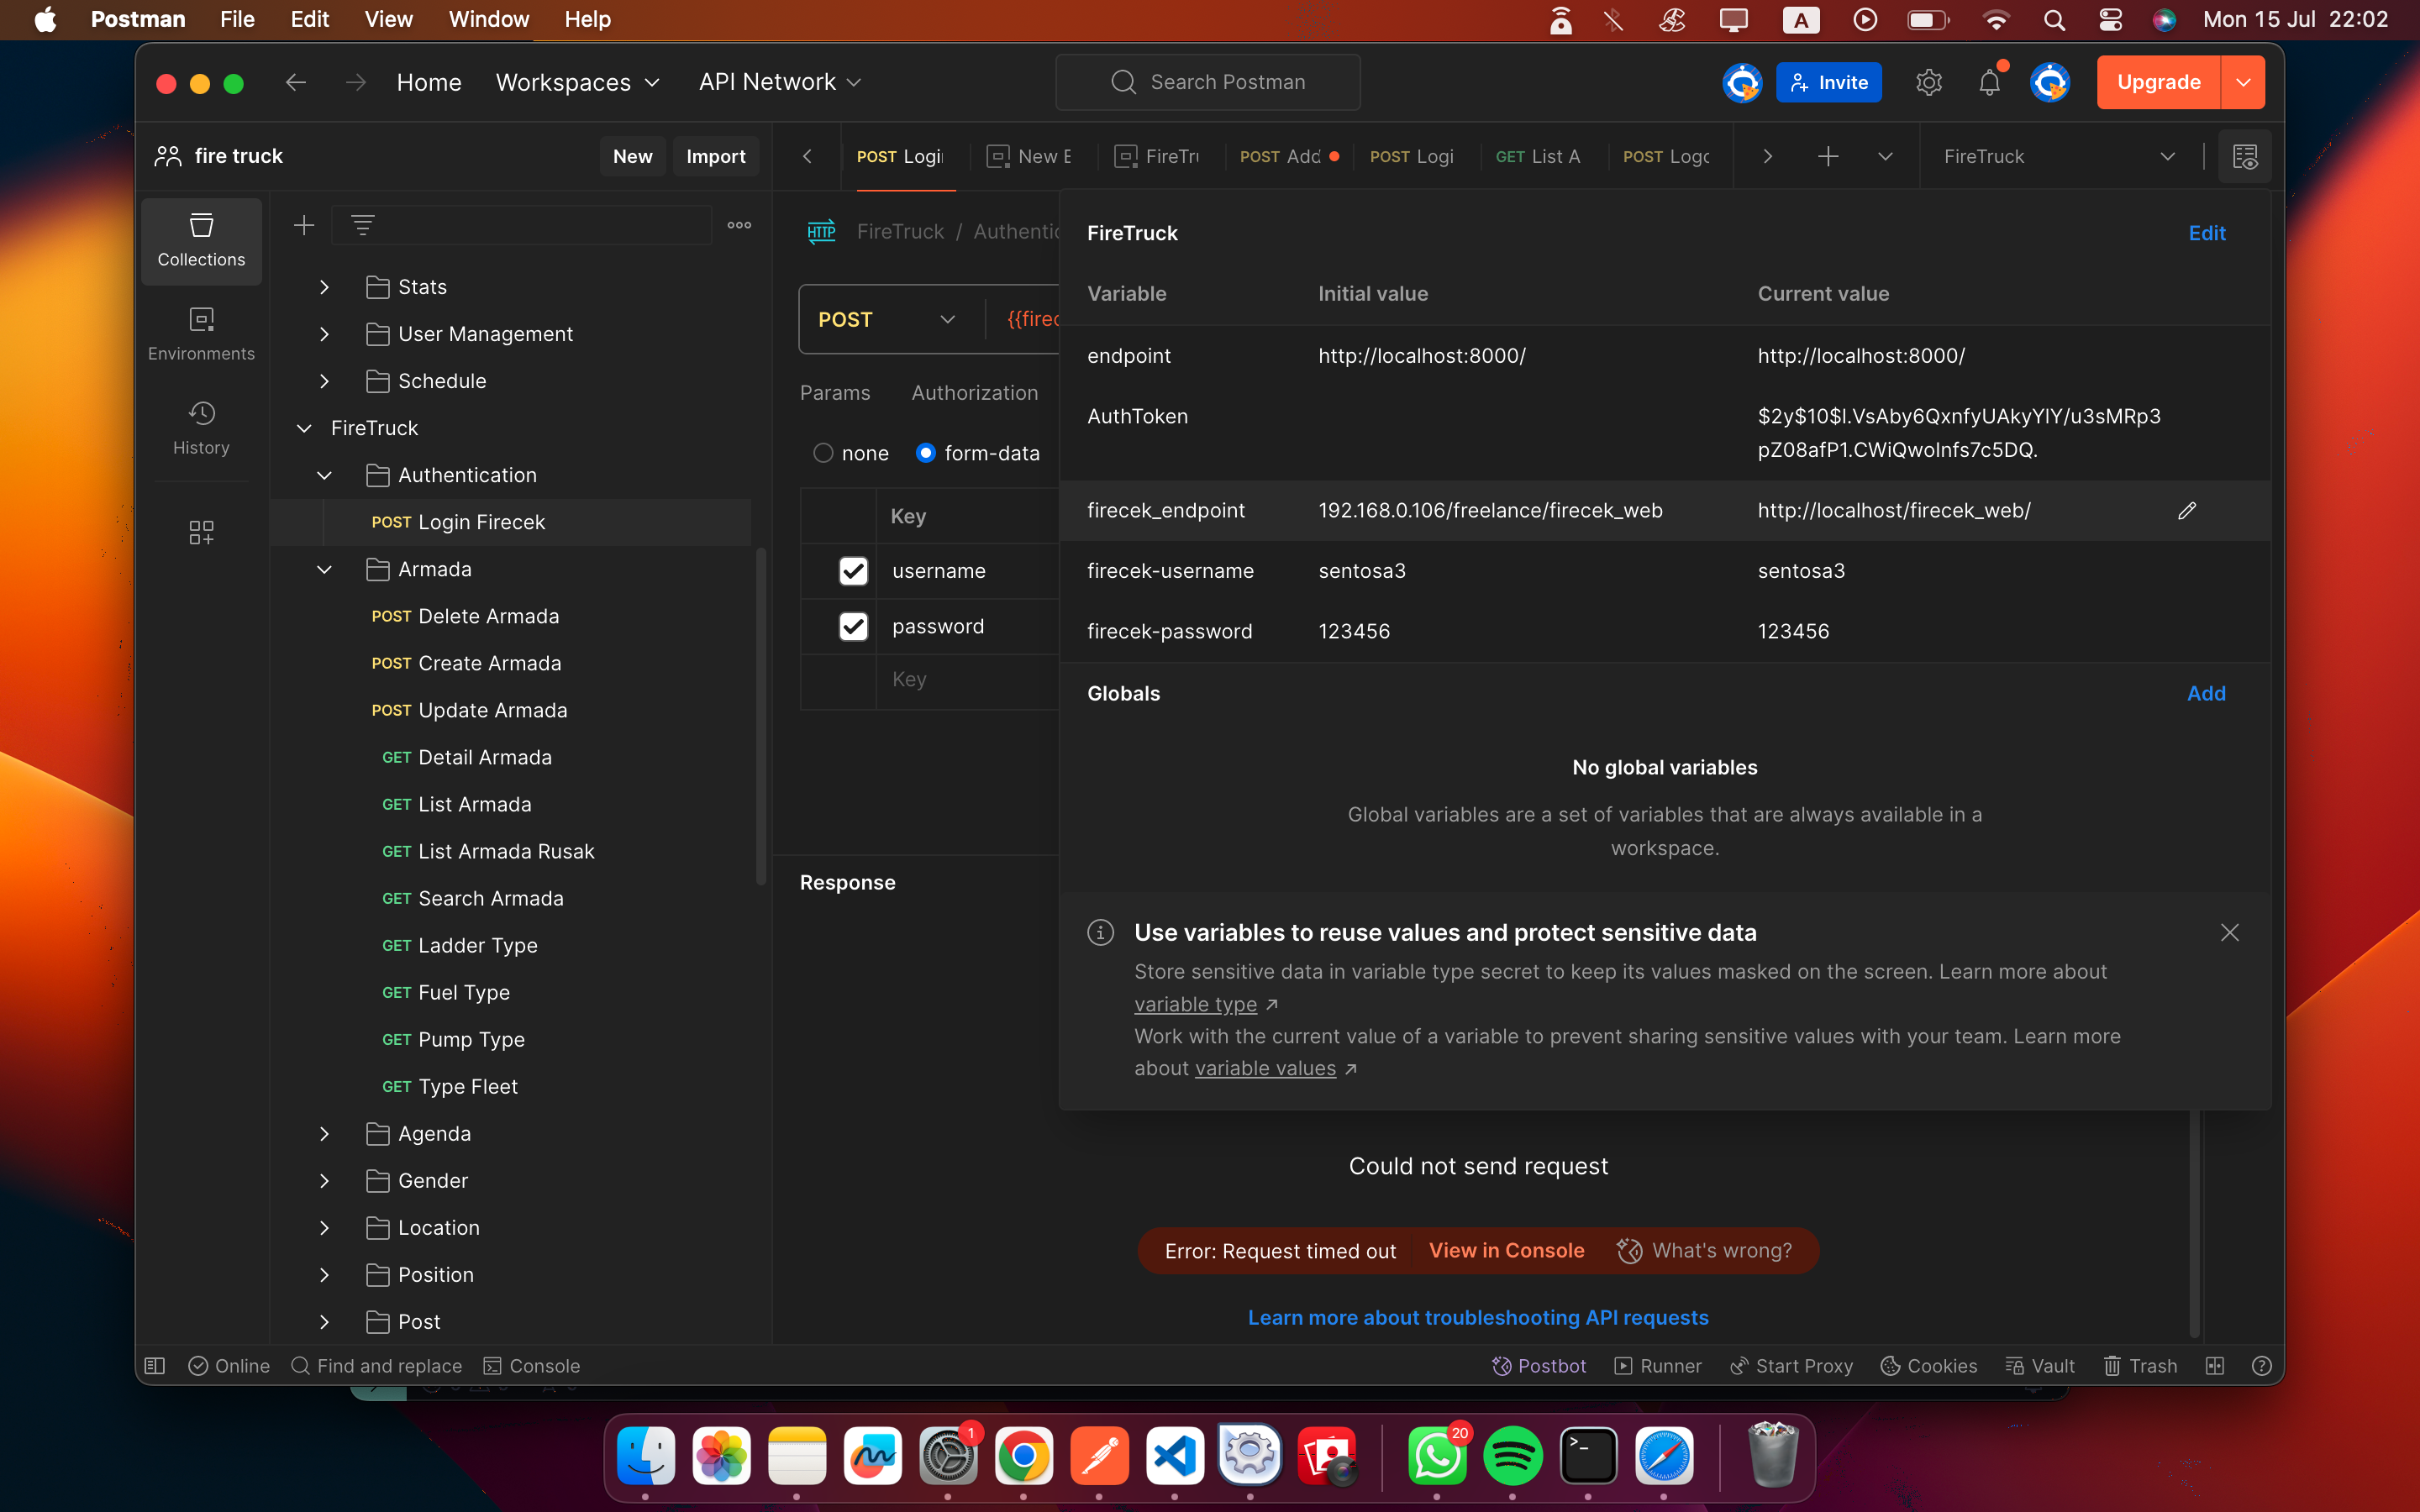 Postman File Edit View Window Help
A
Mon 15 Jul 22:02
Home Workspaces API Network
Search Postman
Invite
Upgrade
fire truck
New Import
POST Logi
New E
FireTru
POST Add
POST Logi
GET List A
POST Logo
FireTruck
Collections
Environments
History
Stats
User Management
Schedule
FireTruck
Authentication
POST Login Firecek
Armada
POST Delete Armada
POST Create Armada
POST Update Armada
GET Detail Armada
GET List Armada
GET List Armada Rusak
GET Search Armada
GET Ladder Type
GET Fuel Type
GET Pump Type
GET Type Fleet
Agenda
Gender
Location
Position
Post
HTTP FireTruck / Authentic
POST {{firec
Params Authorization
none form-data
Key
username
password
Key
Response
FireTruck Edit
Variable Initial value Current value
endpoint http://localhost:8000/ http://localhost:8000/
AuthToken $2y$10$l.VsAby6QxnfyUAkyYlY/u3sMRp3
pZ08afP1.CWiQwoInfs7c5DQ.
firecek_endpoint 192.168.0.106/freelance/firecek_web http://localhost/firecek_web/
firecek-username sentosa3 sentosa3
firecek-password 123456 123456
Globals Add
No global variables
Global variables are a set of variables that are always available in a
workspace.
Use variables to reuse values and protect sensitive data
Store sensitive data in variable type secret to keep its values masked on the screen. Learn more about
variable type ↗
Work with the current value of a variable to prevent sharing sensitive values with your team. Learn more
about variable values ↗
Could not send request
Error: Request timed out View in Console What's wrong?
Learn more about troubleshooting API requests
Online Find and replace Console
Postbot Runner Start Proxy Cookies Vault Trash
1
20